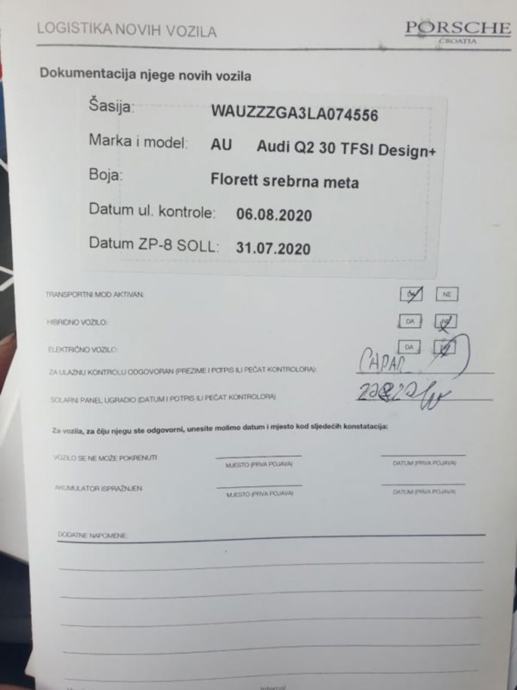 LOGISTIKA NOVIH VOZILA
PORSCHE
CROATIA
Dokumentacija njege novih vozila
Šasija: WAUZZZGA3LA074556
Marka i model: AU Audi Q2 30 TFSI Design+
Boja: Florett srebrna meta
Datum ul. kontrole: 06.08.2020
Datum ZP-8 SOLL: 31.07.2020
TRANSPORTNI MOD AKTIVAN: DA NE
HIBRIDNO VOZILO: DA NE
ELEKTRIČNO VOZILO: DA NE
ZA ULAZNU KONTROLU ODGOVORAN (PREZIME I POTPIS ILI PEČAT KONTROLORA):
SOLARNI PANEL UGRADIO (DATUM I POTPIS ILI PEČAT KONTROLORA)
Za vozila, za čiju njegu ste odgovorni, unesite molimo datum i mjesto kod sljedećih konstatacija:
VOZILO SE NE MOŽE POKRENUTI
MJESTO (PRVA POJAVA) DATUM (PRVA POJAVA)
AKUMULATOR ISPRAŽNJEN
MJESTO (PRVA POJAVA) DATUM (PRVA POJAVA)
DODATNE NAPOMENE: